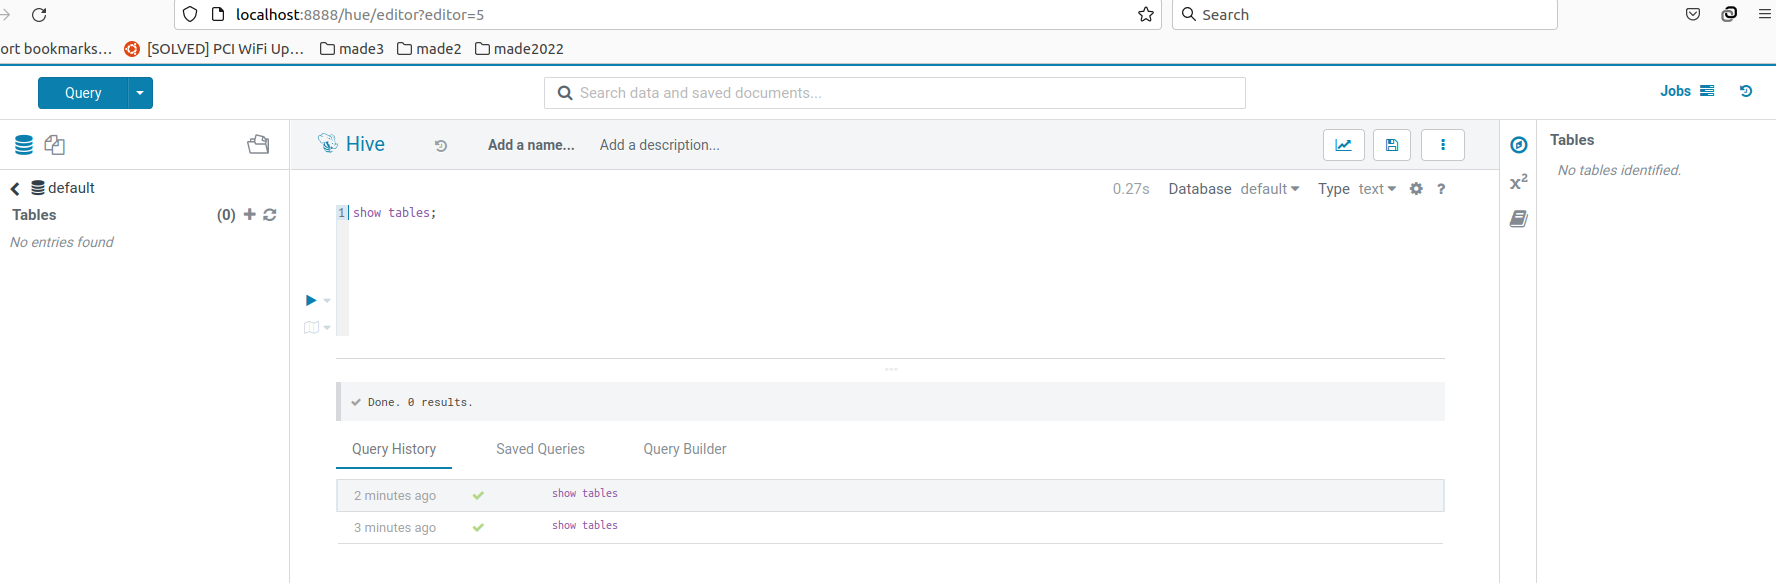 localhost:8888/hue/editor?editor=5
Search
ort bookmarks...
[SOLVED] PCI WiFi Up...
made3
made2
made2022
Query
Search data and saved documents...
Jobs
Hive
Add a name...
Add a description...
Tables
No tables identified.
default
Tables (0)
No entries found
0.27s Database default Type text ?
x²
1 show tables;
Done. 0 results.
Query History Saved Queries Query Builder
2 minutes ago show tables
3 minutes ago show tables